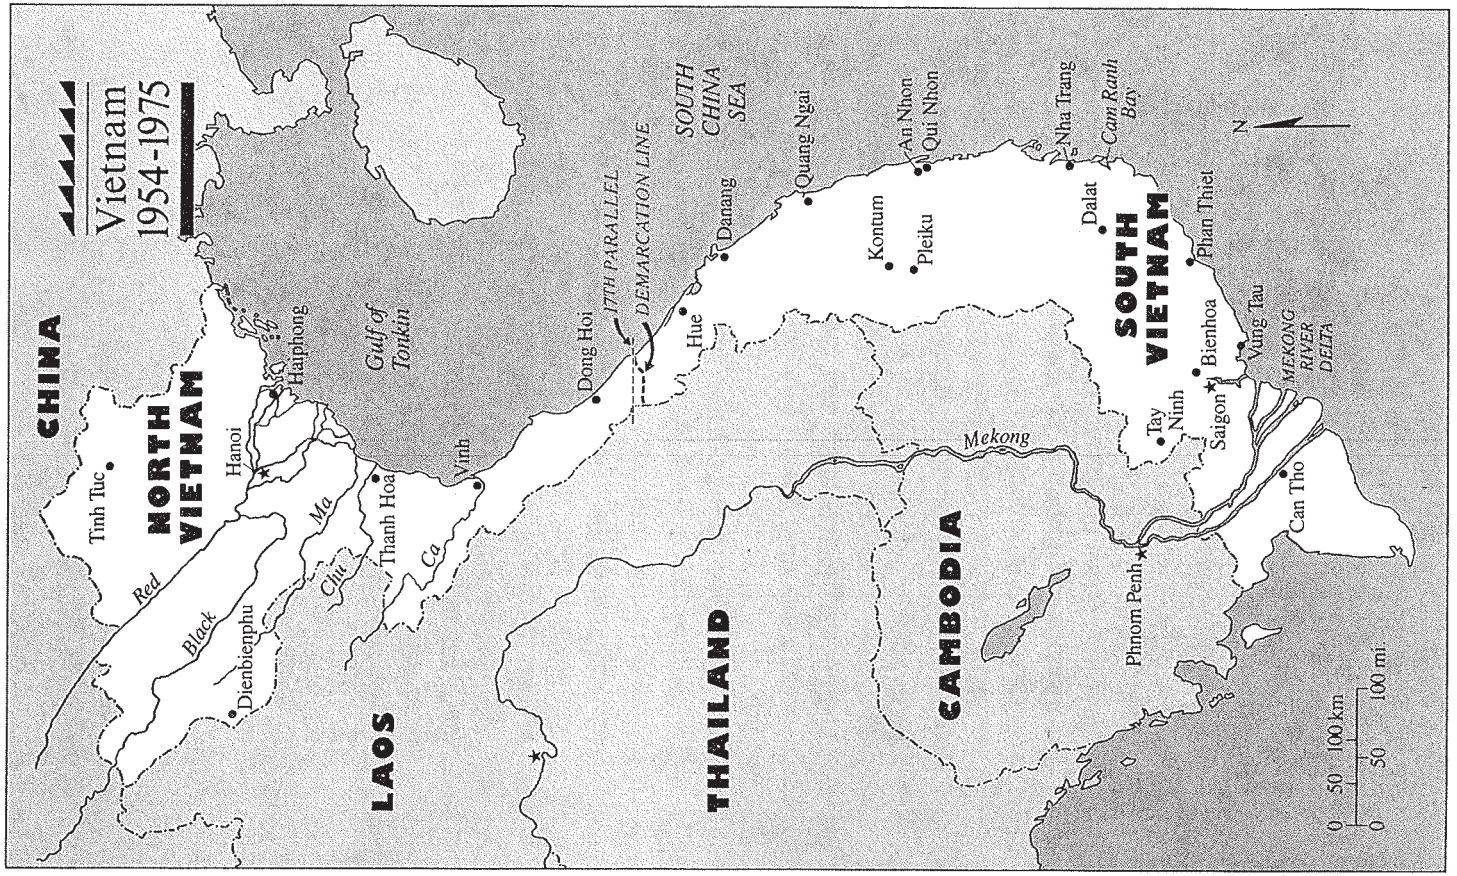 Vietnam
1954-1975
CHINA
Tinh Tuc
NORTH
VIETNAM
Red
Hanoi
Haiphong
Black
Dienbienphu
Ma
Chu
Thanh Hoa
Ca
Vinh
Gulf of
Tonkin
LAOS
Dong Hoi
17TH PARALLEL
DEMARCATION LINE
Hue
Danang
SOUTH
CHINA
SEA
THAILAND
Quang Ngai
Kontum
Pleiku
An Nhon
Qui Nhon
CAMBODIA
Mekong
Nha Trang
Cam Ranh
Bay
Dalat
SOUTH
VIETNAM
Phnom Penh
Tay
Ninh
Saigon
Bienhoa
Phan Thiet
Vung Tau
MEKONG
RIVER
DELTA
Can Tho
N
0 50 100 km
0 50 100 mi.